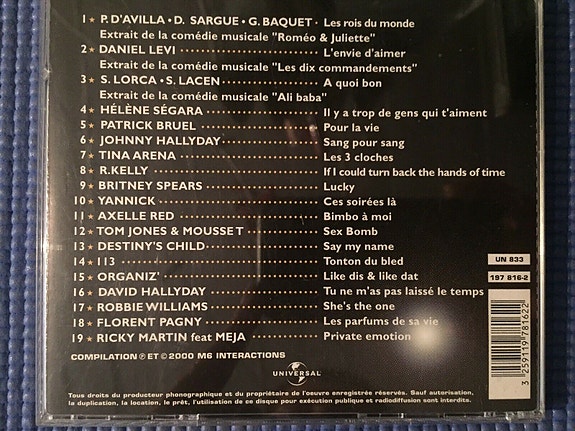 1 ★ P. D'AVILLA • D. SARGUE • G. BAQUET · Les rois du monde
Extrait de la comédie musicale "Roméo & Juliette"
2 ★ DANIEL LEVI ···················· L'envie d'aimer
Extrait de la comédie musicale "Les dix commandements"
3 ★ S. LORCA • S. LACEN ················ A quoi bon
Extrait de la comédie musicale "Ali baba"
4 ★ HÉLÈNE SÉGARA ···················· Il y a trop de gens qui t'aiment
5 ★ PATRICK BRUEL ···················· Pour la vie
6 ★ JOHNNY HALLYDAY ················ Sang pour sang
7 ★ TINA ARENA ···················· Les 3 cloches
8 ★ R.KELLY ···················· If I could turn back the hands of time
9 ★ BRITNEY SPEARS ···················· Lucky
10 ★ YANNICK ···················· Ces soirées là
11 ★ AXELLE RED ···················· Bimbo à moi
12 ★ TOM JONES & MOUSSE T ············ Sex Bomb
13 ★ DESTINY'S CHILD ················ Say my name
14 ★ 113 ···················· Tonton du bled
UN 833
15 ★ ORGANIZ' ···················· Like dis & like dat
197 816-2
16 ★ DAVID HALLYDAY ················ Tu ne m'as pas laissé le temps
17 ★ ROBBIE WILLIAMS ················ She's the one
18 ★ FLORENT PAGNY ················ Les parfums de sa vie
19 ★ RICKY MARTIN feat MEJA ············ Private emotion
3 259119 781622
COMPILATION ℗ ET © 2000 M6 INTERACTIONS
UNIVERSAL
Tous droits du producteur phonographique et du propriétaire de l'oeuvre enregistrée réservés. Sauf autorisation,
la duplication, la location, le prêt, l'utilisation de ce disque pour exécution publique et radiodiffusion sont interdits.